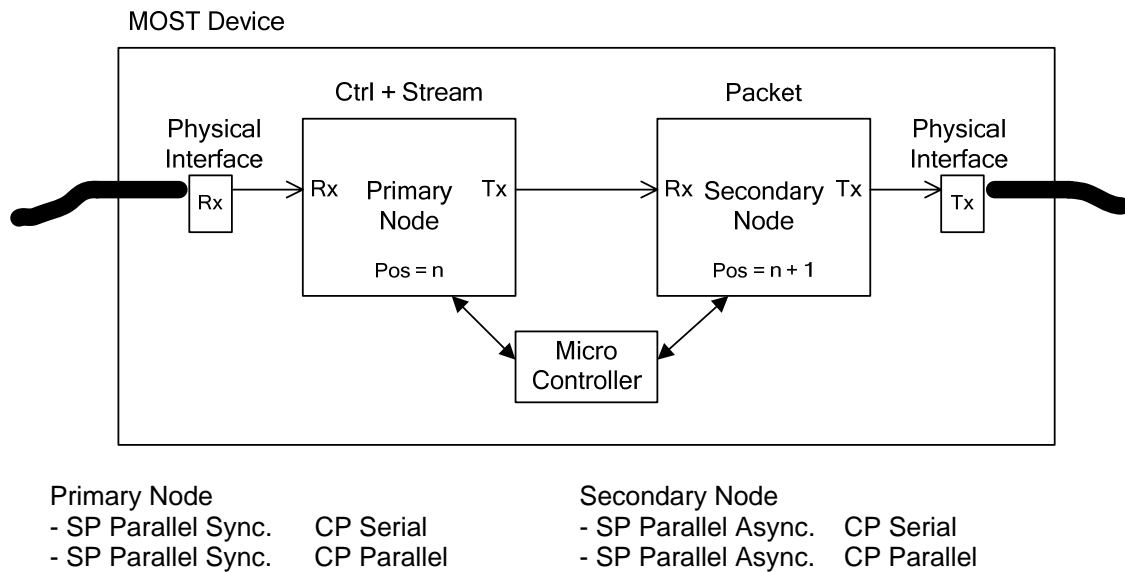 MOST Device
Ctrl + Stream
Packet
Physical
Interface
Physical
Interface
Rx
Rx
Primary
Node
Tx
Pos = n
Rx
Secondary
Node
Tx
Pos = n + 1
Tx
Micro
Controller
Primary Node
- SP Parallel Sync. CP Serial
- SP Parallel Sync. CP Parallel
Secondary Node
- SP Parallel Async. CP Serial
- SP Parallel Async. CP Parallel